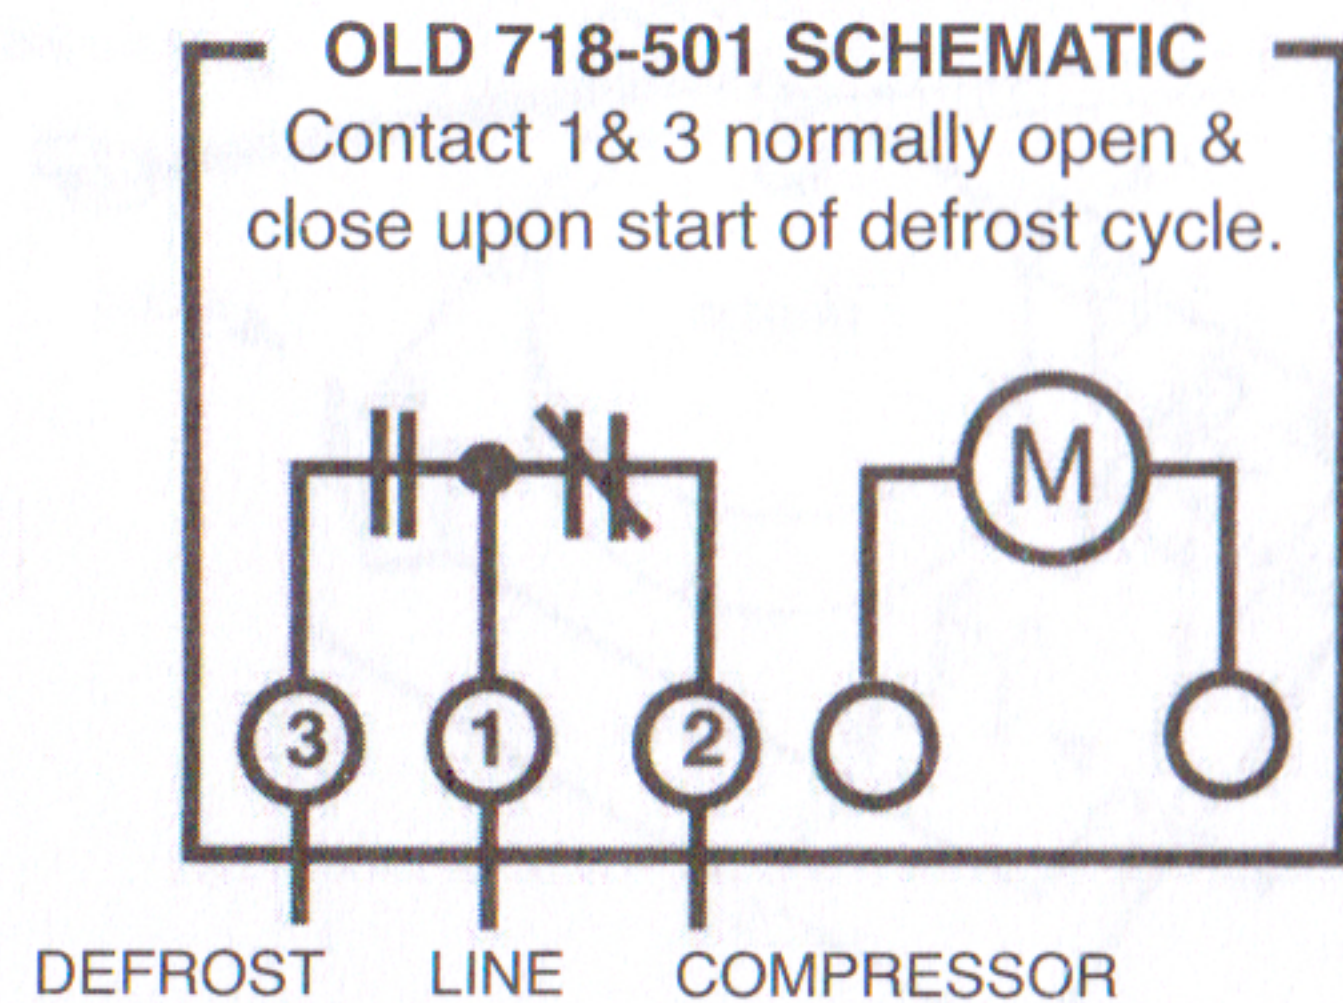 OLD 718-501 SCHEMATIC
Contact 1& 3 normally open &
close upon start of defrost cycle.
M
3 1 2
DEFROST LINE COMPRESSOR